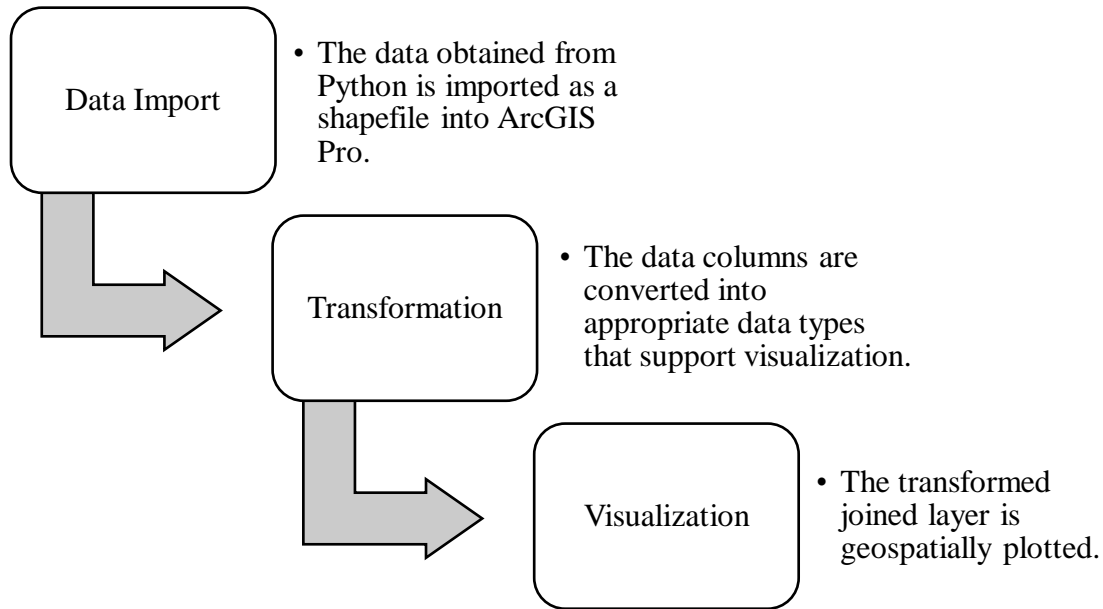 Data Import
• The data obtained from
Python is imported as a
shapefile into ArcGIS
Pro.
Transformation
• The data columns are
converted into
appropriate data types
that support visualization.
Visualization
• The transformed
joined layer is
geospatially plotted.